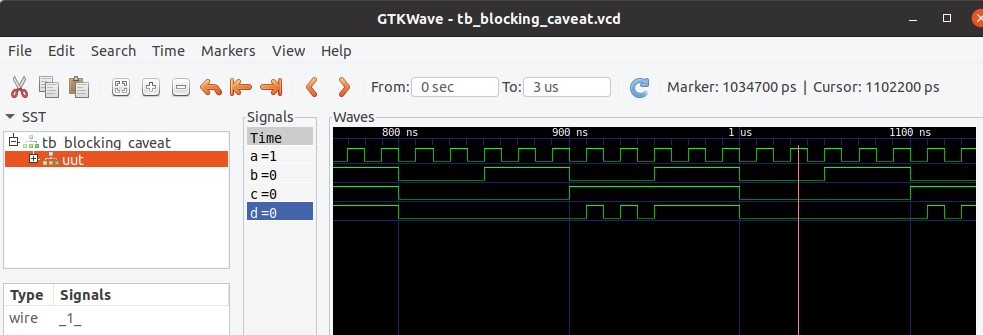 GTKWave - tb_blocking_caveat.vcd
File Edit Search Time Markers View Help
From: 0 sec To: 3 us Marker: 1034700 ps | Cursor: 1102200 ps
SST Signals Waves
tb_blocking_caveat
uut
Time
800 ns 900 ns 1 us 1100 ns
a =1
b =0
c =0
d =0
Type Signals
wire _1_